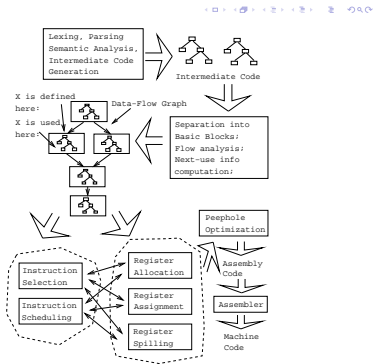 Lexing, Parsing
Semantic Analysis,
Intermediate Code
Generation
Intermediate Code
X is defined
here:
X is used
here:
Data-Flow Graph
Separation into
Basic Blocks;
Flow analysis;
Next-use info
computation;
Peephole
Optimization
Instruction
Selection
Instruction
Scheduling
Register
Allocation
Register
Assignment
Register
Spilling
Assembly
Code
Assembler
Machine
Code